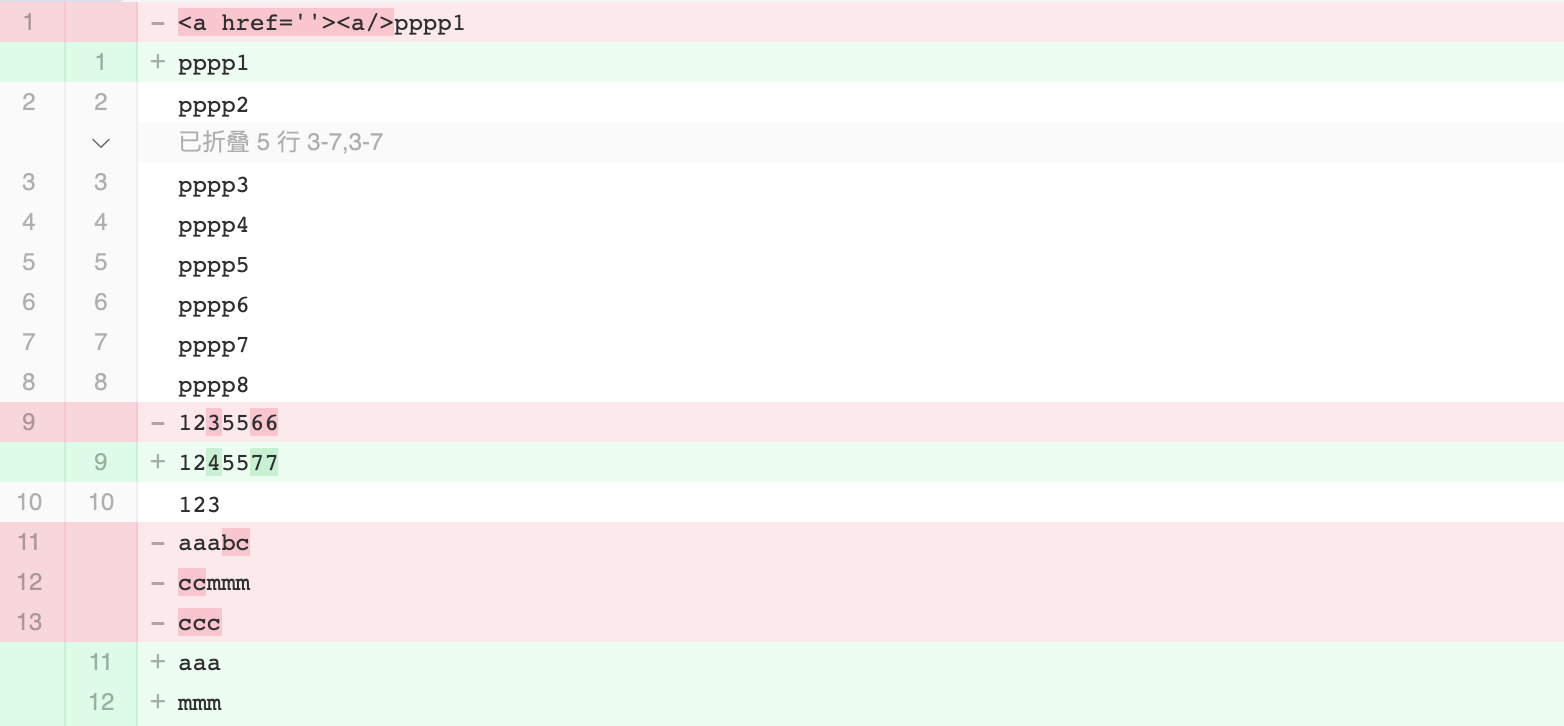 1 − <a href=''><a/>pppp1
1 + pppp1
2 2 pppp2
已折叠 5 行 3-7,3-7
3 3 pppp3
4 4 pppp4
5 5 pppp5
6 6 pppp6
7 7 pppp7
8 8 pppp8
9 − 1235566
9 + 1245577
10 10 123
11 − aaabc
12 − ccmmm
13 − ccc
11 + aaa
12 + mmm